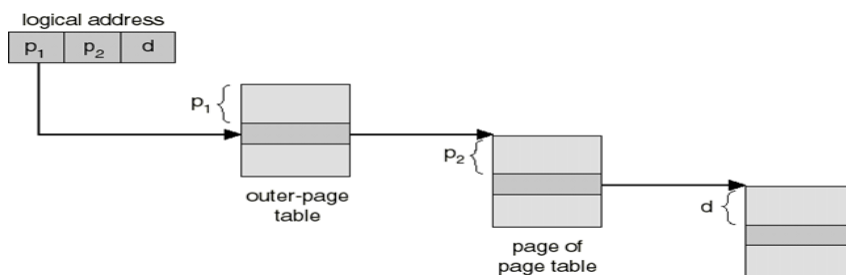 logical address
p₁ p₂ d
p₁
outer-page
table
p₂
page of
page table
d